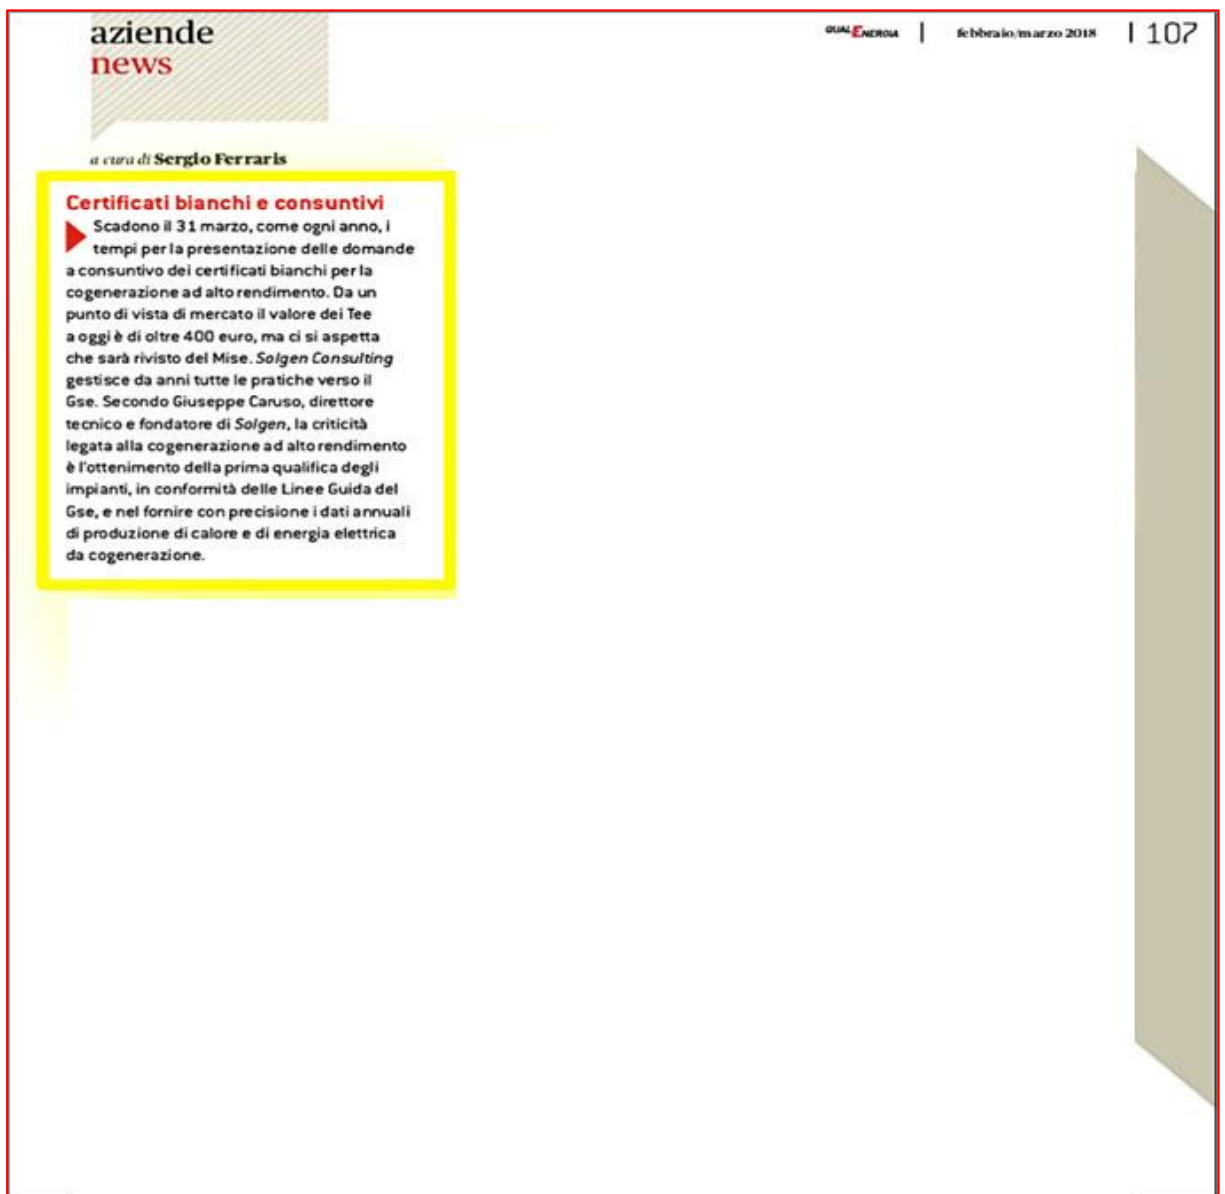 aziende
news
QUALENERGIA | febbraio/marzo 2018 | 107
a cura di Sergio Ferraris
Certificati bianchi e consuntivi
Scadono il 31 marzo, come ogni anno, i
tempi per la presentazione delle domande
a consuntivo dei certificati bianchi per la
cogenerazione ad alto rendimento. Da un
punto di vista di mercato il valore dei Tee
a oggi è di oltre 400 euro, ma ci si aspetta
che sarà rivisto del Mise. Solgen Consulting
gestisce da anni tutte le pratiche verso il
Gse. Secondo Giuseppe Caruso, direttore
tecnico e fondatore di Solgen, la criticità
legata alla cogenerazione ad alto rendimento
è l'ottenimento della prima qualifica degli
impianti, in conformità delle Linee Guida del
Gse, e nel fornire con precisione i dati annuali
di produzione di calore e di energia elettrica
da cogenerazione.